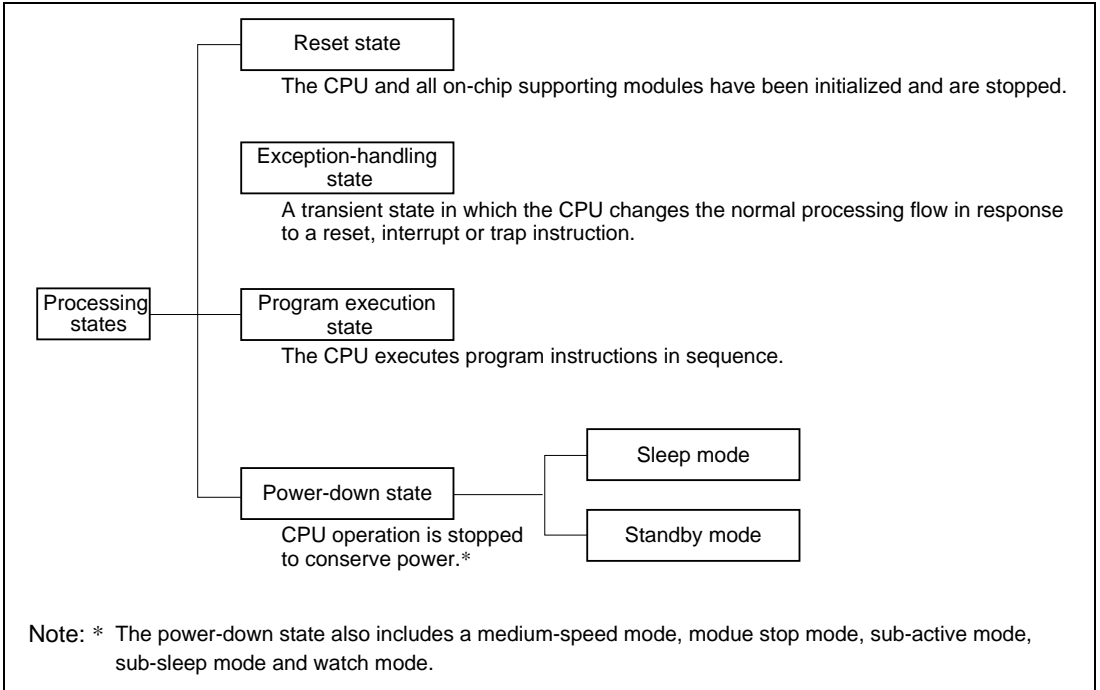 Reset state
The CPU and all on-chip supporting modules have been initialized and are stopped.
Exception-handling
state
A transient state in which the CPU changes the normal processing flow in response
to a reset, interrupt or trap instruction.
Processing
states
Program execution
state
The CPU executes program instructions in sequence.
Power-down state
CPU operation is stopped
to conserve power.*
Sleep mode
Standby mode
Note: * The power-down state also includes a medium-speed mode, modue stop mode, sub-active mode,
sub-sleep mode and watch mode.